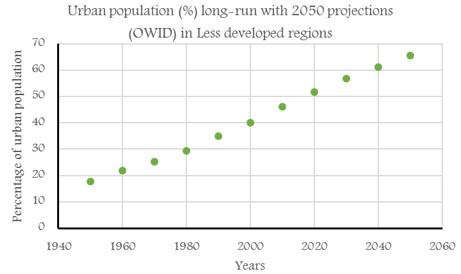 Urban population (%) long-run with 2050 projections
(OWID) in Less developed regions
Percentage of urban population
70
60
50
40
30
20
10
0
1940 1960 1980 2000 2020 2040 2060
Years